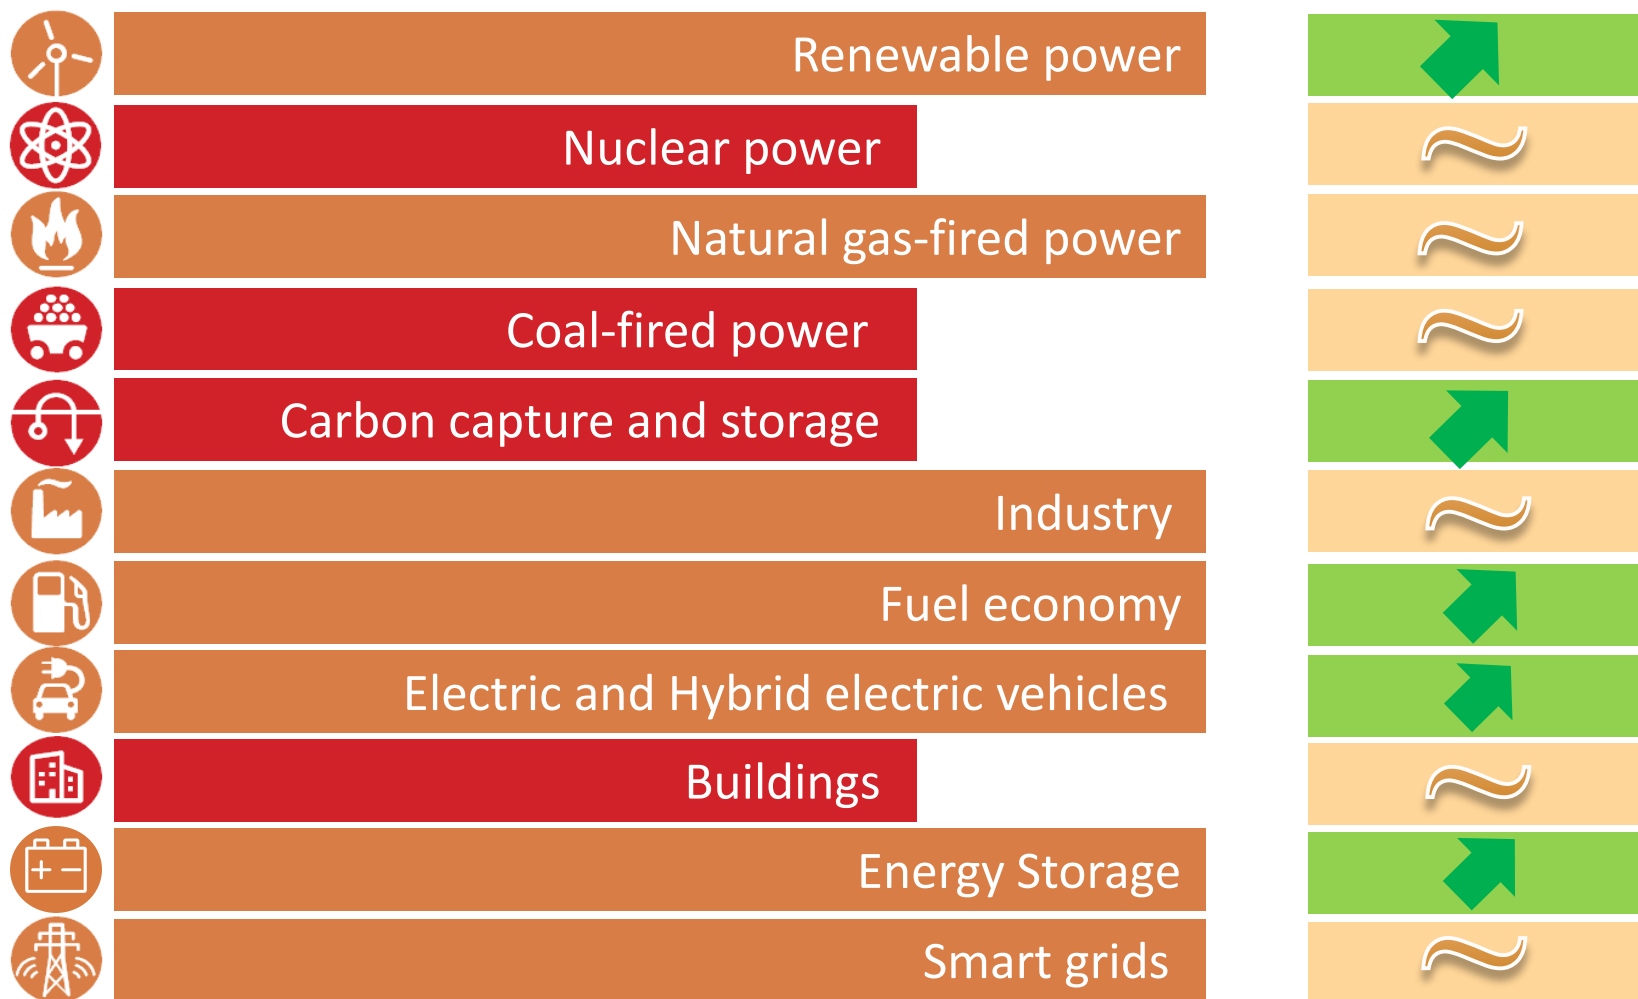 Renewable power
Nuclear power
Natural gas-fired power
Coal-fired power
Carbon capture and storage
Industry
Fuel economy
Electric and Hybrid electric vehicles
Buildings
Energy Storage
Smart grids